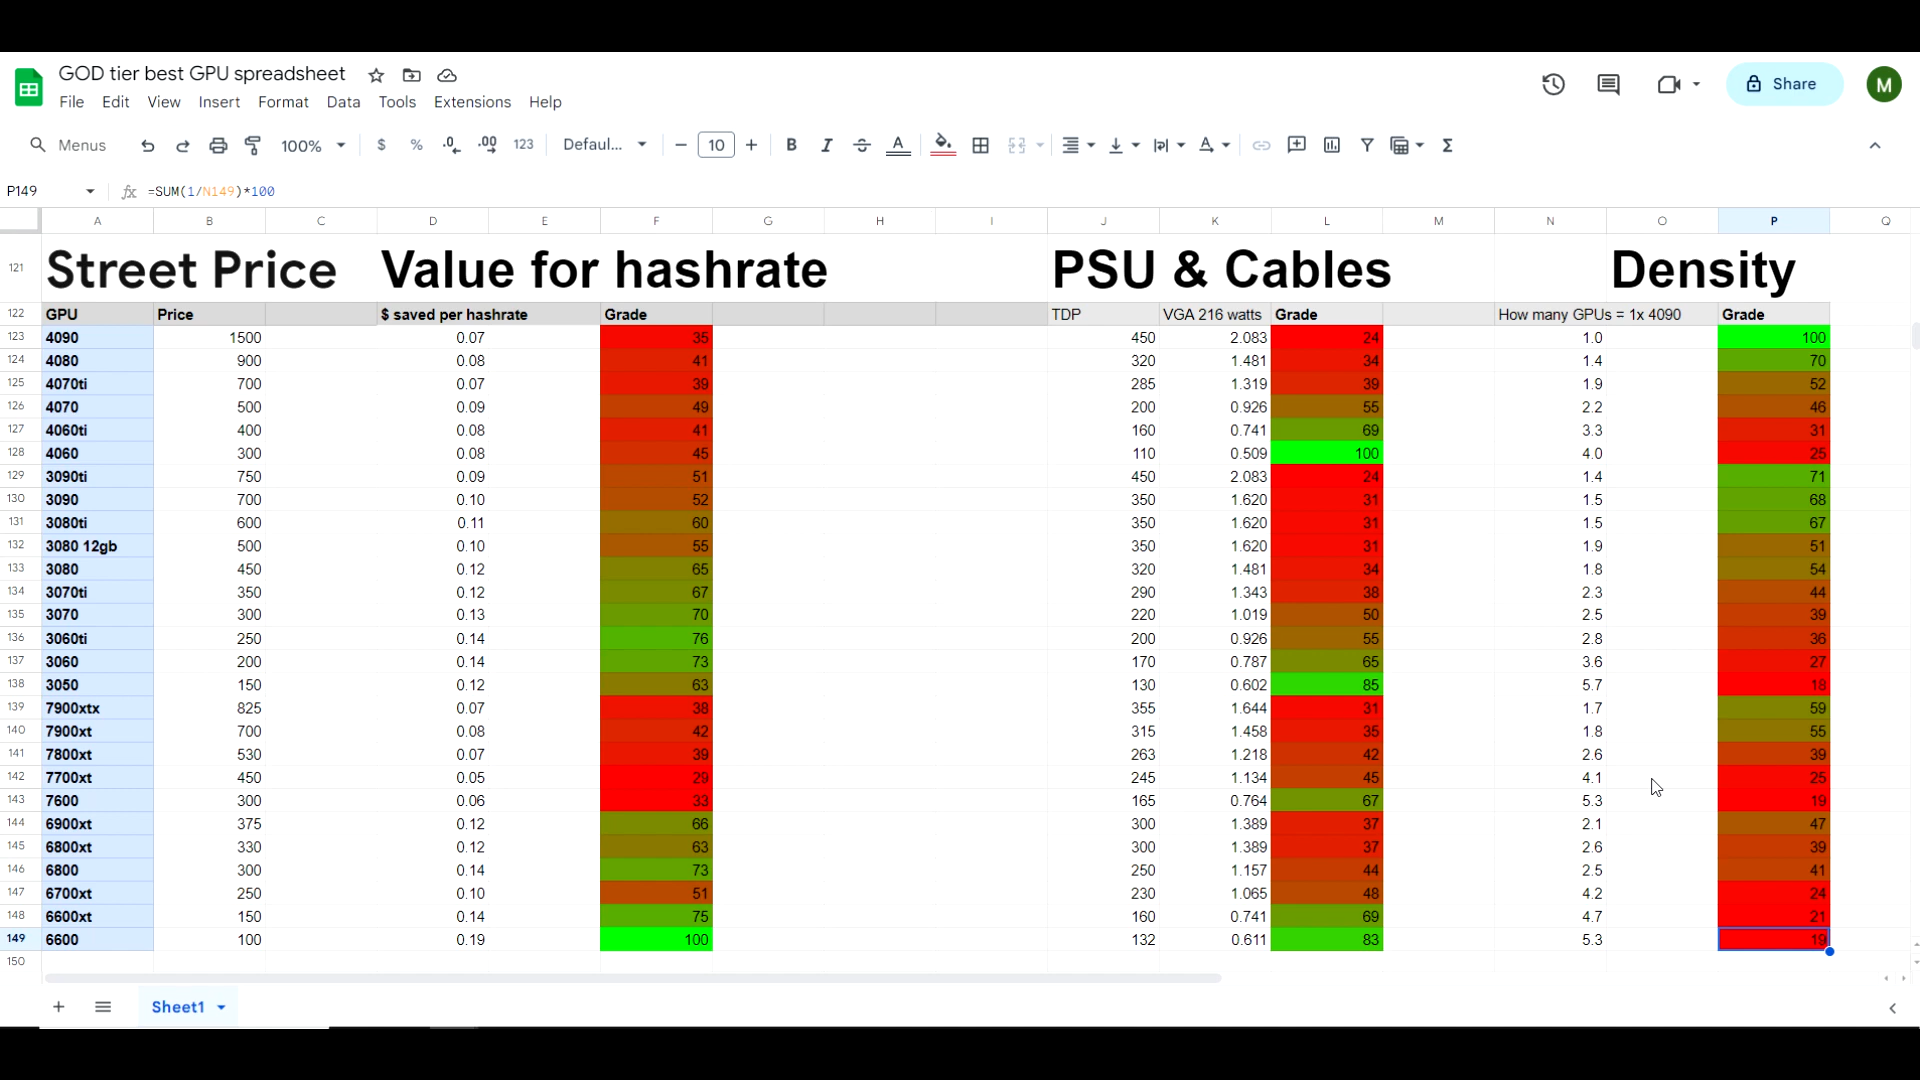 GOD tier best GPU spreadsheet
File Edit View Insert Format Data Tools Extensions Help
Share
M
Menus 100% $ % .0 .00 123 Defaul... 10 B I A Σ
P149 fx =SUM(1/N149)*100
A B C D E F G H I J K L M N O P Q
121 Street Price Value for hashrate PSU & Cables Density
122 GPU Price $ saved per hashrate Grade TDP VGA 216 watts Grade How many GPUs = 1x 4090 Grade
123 4090 1500 0.07 35 450 2.083 24 1.0 100
124 4080 900 0.08 41 320 1.481 34 1.4 70
125 4070ti 700 0.07 39 285 1.319 39 1.9 52
126 4070 500 0.09 49 200 0.926 55 2.2 46
127 4060ti 400 0.08 41 160 0.741 69 3.3 31
128 4060 300 0.08 45 110 0.509 100 4.0 25
129 3090ti 750 0.09 51 450 2.083 24 1.4 71
130 3090 700 0.10 52 350 1.620 31 1.5 68
131 3080ti 600 0.11 60 350 1.620 31 1.5 67
132 3080 12gb 500 0.10 55 350 1.620 31 1.9 51
133 3080 450 0.12 65 320 1.481 34 1.8 54
134 3070ti 350 0.12 67 290 1.343 38 2.3 44
135 3070 300 0.13 70 220 1.019 50 2.5 39
136 3060ti 250 0.14 76 200 0.926 55 2.8 36
137 3060 200 0.14 73 170 0.787 65 3.6 27
138 3050 150 0.12 63 130 0.602 85 5.7 18
139 7900xtx 825 0.07 38 355 1.644 31 1.7 59
140 7900xt 700 0.08 42 315 1.458 35 1.8 55
141 7800xt 530 0.07 39 263 1.218 42 2.6 39
142 7700xt 450 0.05 29 245 1.134 45 4.1 25
143 7600 300 0.06 33 165 0.764 67 5.3 19
144 6900xt 375 0.12 66 300 1.389 37 2.1 47
145 6800xt 330 0.12 63 300 1.389 37 2.6 39
146 6800 300 0.14 73 250 1.157 44 2.5 41
147 6700xt 250 0.10 51 230 1.065 48 4.2 24
148 6600xt 150 0.14 75 160 0.741 69 4.7 21
149 6600 100 0.19 100 132 0.611 83 5.3 19
150
Sheet1